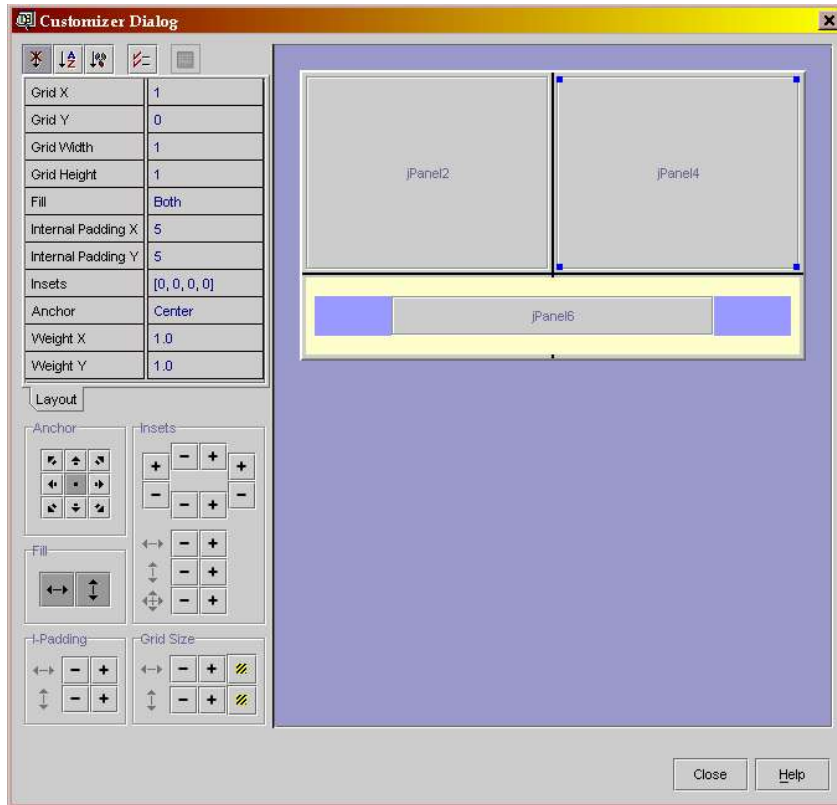 Customizer Dialog
Grid X 1
Grid Y 0
Grid Width 1
Grid Height 1
Fill Both
Internal Padding X 5
Internal Padding Y 5
Insets [0, 0, 0, 0]
Anchor Center
Weight X 1.0
Weight Y 1.0
Layout
Anchor
Insets
Fill
I-Padding
Grid Size
jPanel2
jPanel4
jPanel6
Close
Help